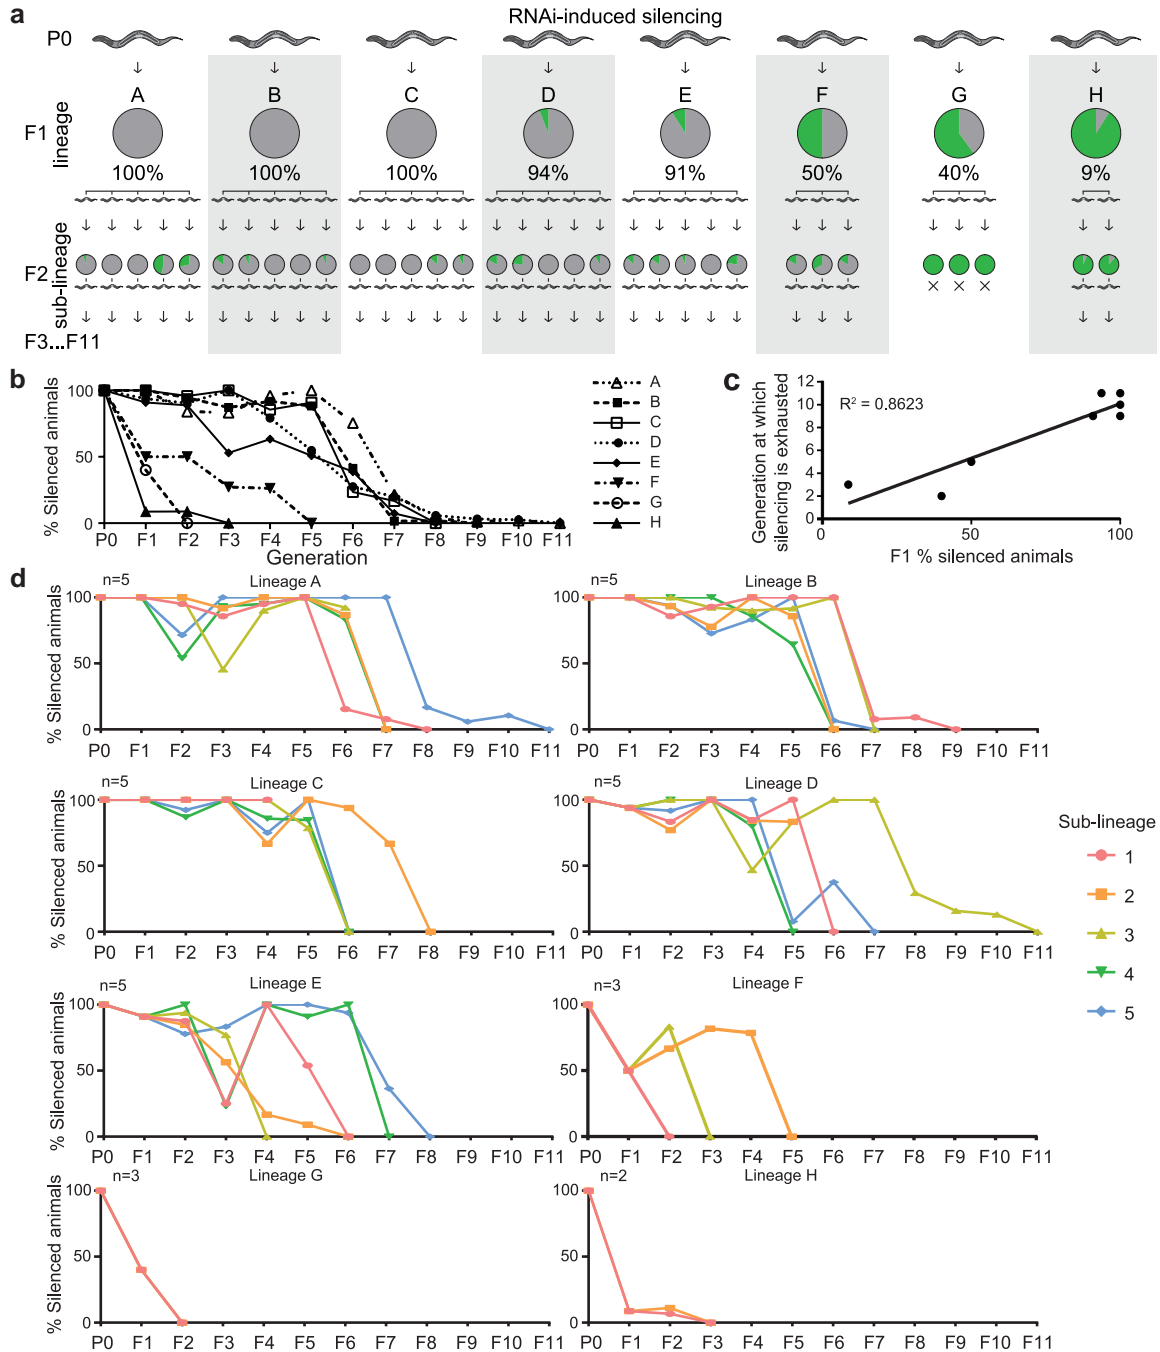 a
RNAi-induced silencing
P0
A B C D E F G H
F1
lineage
100% 100% 100% 94% 91% 50% 40% 9%
F2
sub-lineage
× × ×
F3...F11
b
% Silenced animals
100
50
0
P0 F1 F2 F3 F4 F5 F6 F7 F8 F9 F10 F11
Generation
A
B
C
D
E
F
G
H
c
Generation at which
silencing is exhausted
12
10
8
6
4
2
0
R² = 0.8623
0 50 100
F1 % silenced animals
d
n=5 Lineage A
% Silenced animals
100
50
0
P0 F1 F2 F3 F4 F5 F6 F7 F8 F9 F10 F11
n=5 Lineage B
100
50
0
P0 F1 F2 F3 F4 F5 F6 F7 F8 F9 F10 F11
n=5 Lineage C
% Silenced animals
100
50
0
P0 F1 F2 F3 F4 F5 F6 F7 F8 F9 F10 F11
n=5 Lineage D
100
50
0
P0 F1 F2 F3 F4 F5 F6 F7 F8 F9 F10 F11
Sub-lineage
1
2
3
4
5
n=5 Lineage E
% Silenced animals
100
50
0
P0 F1 F2 F3 F4 F5 F6 F7 F8 F9 F10 F11
n=3 Lineage F
100
50
0
P0 F1 F2 F3 F4 F5 F6 F7 F8 F9 F10 F11
n=3 Lineage G
% Silenced animals
100
50
0
P0 F1 F2 F3 F4 F5 F6 F7 F8 F9 F10 F11
n=2 Lineage H
100
50
0
P0 F1 F2 F3 F4 F5 F6 F7 F8 F9 F10 F11